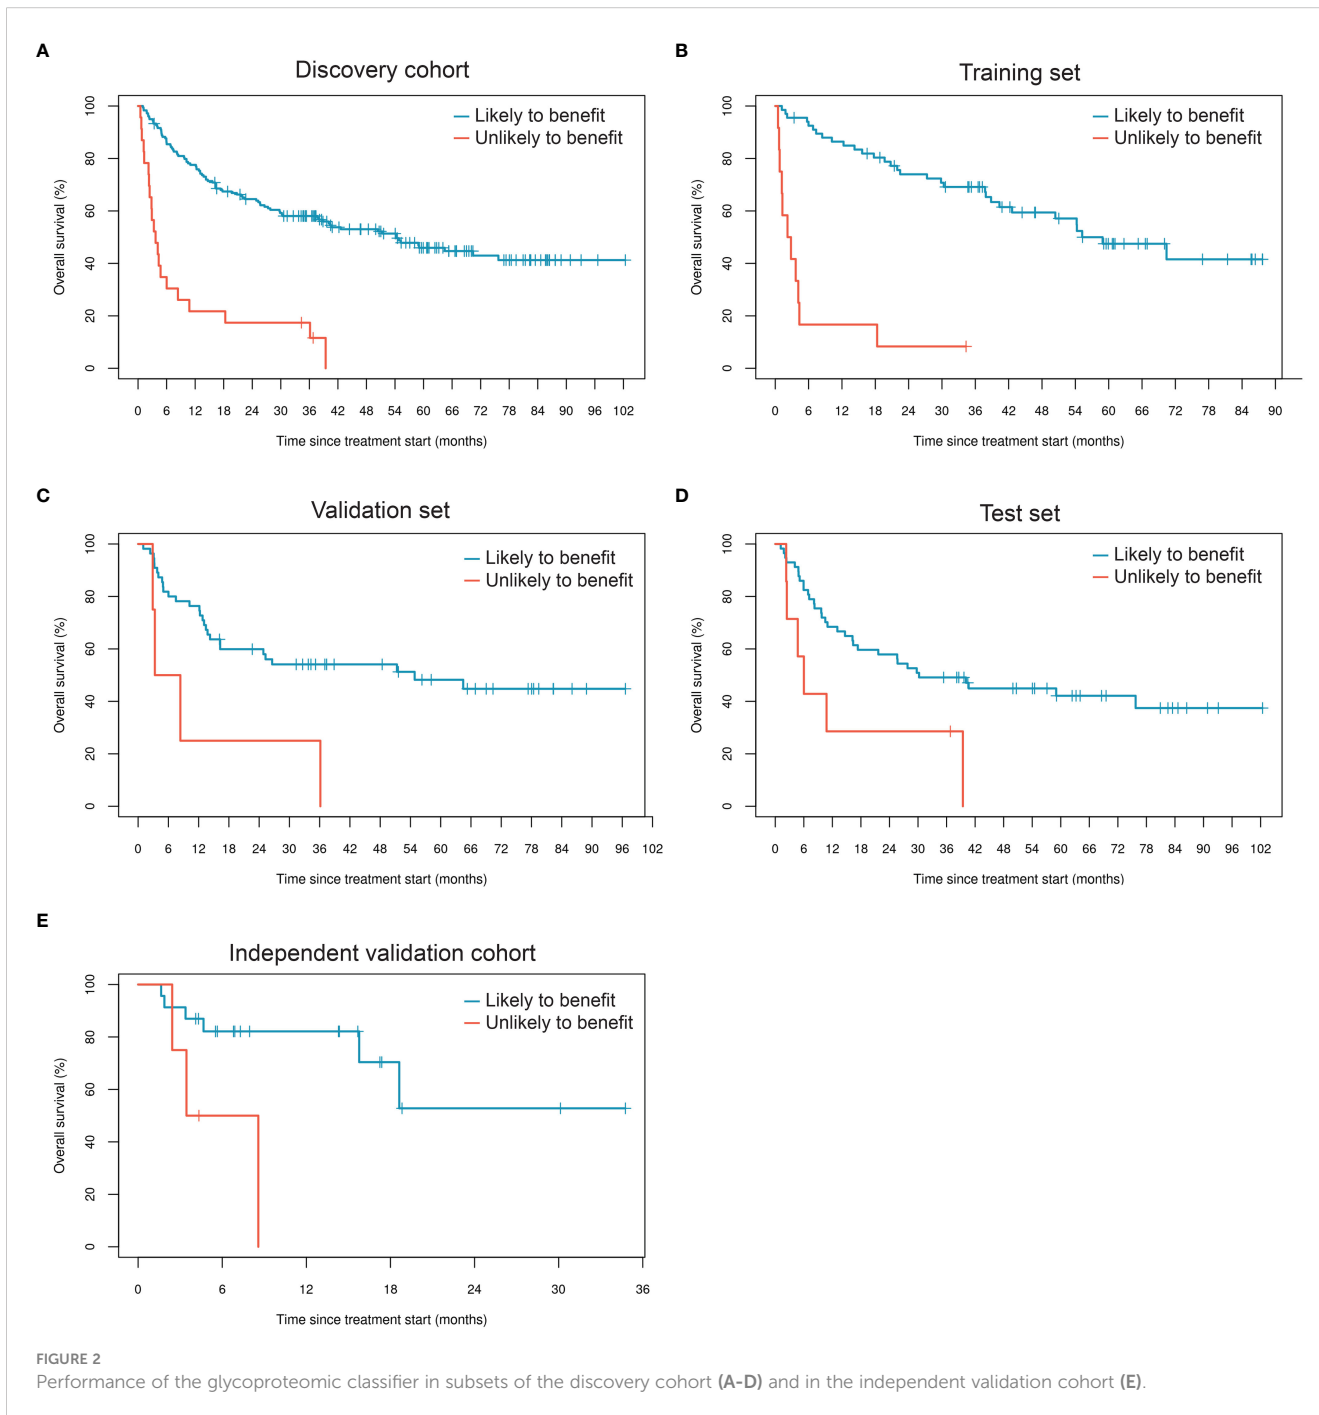 A
Discovery cohort
Likely to benefit
Unlikely to benefit
Overall survival (%)
100
80
60
40
20
0
0 6 12 18 24 30 36 42 48 54 60 66 72 78 84 90 96 102
Time since treatment start (months)
B
Training set
Likely to benefit
Unlikely to benefit
Overall survival (%)
100
80
60
40
20
0
0 6 12 18 24 30 36 42 48 54 60 66 72 78 84 90
Time since treatment start (months)
C
Validation set
Likely to benefit
Unlikely to benefit
Overall survival (%)
100
80
60
40
20
0
0 6 12 18 24 30 36 42 48 54 60 66 72 78 84 90 96 102
Time since treatment start (months)
D
Test set
Likely to benefit
Unlikely to benefit
Overall survival (%)
100
80
60
40
20
0
0 6 12 18 24 30 36 42 48 54 60 66 72 78 84 90 96 102
Time since treatment start (months)
E
Independent validation cohort
Likely to benefit
Unlikely to benefit
Overall survival (%)
100
80
60
40
20
0
0 6 12 18 24 30 36
Time since treatment start (months)
FIGURE 2
Performance of the glycoproteomic classifier in subsets of the discovery cohort (A-D) and in the independent validation cohort (E).